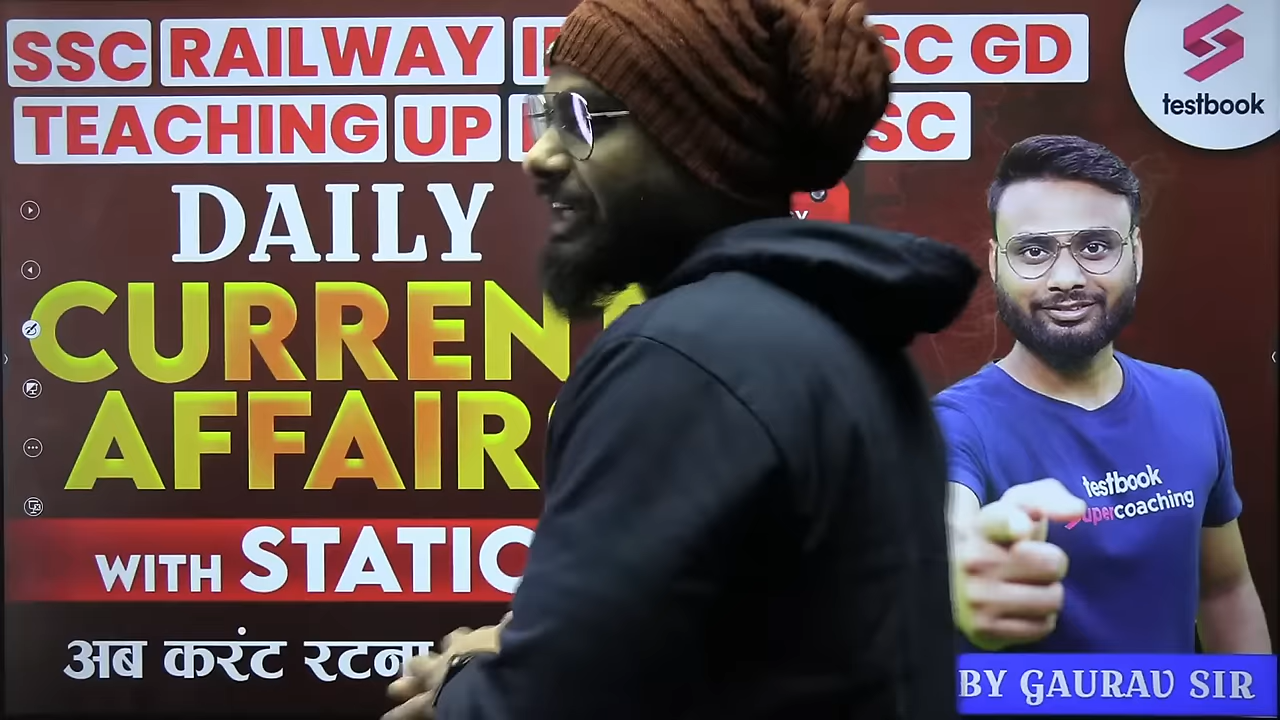 SSC RAILWAY SC GD
TEACHING UP SC
testbook
DAILY
CURREN
AFFAIR
WITH STATIC
अब करंट रटना
testbook
supercoaching
BY GAURAV SIR